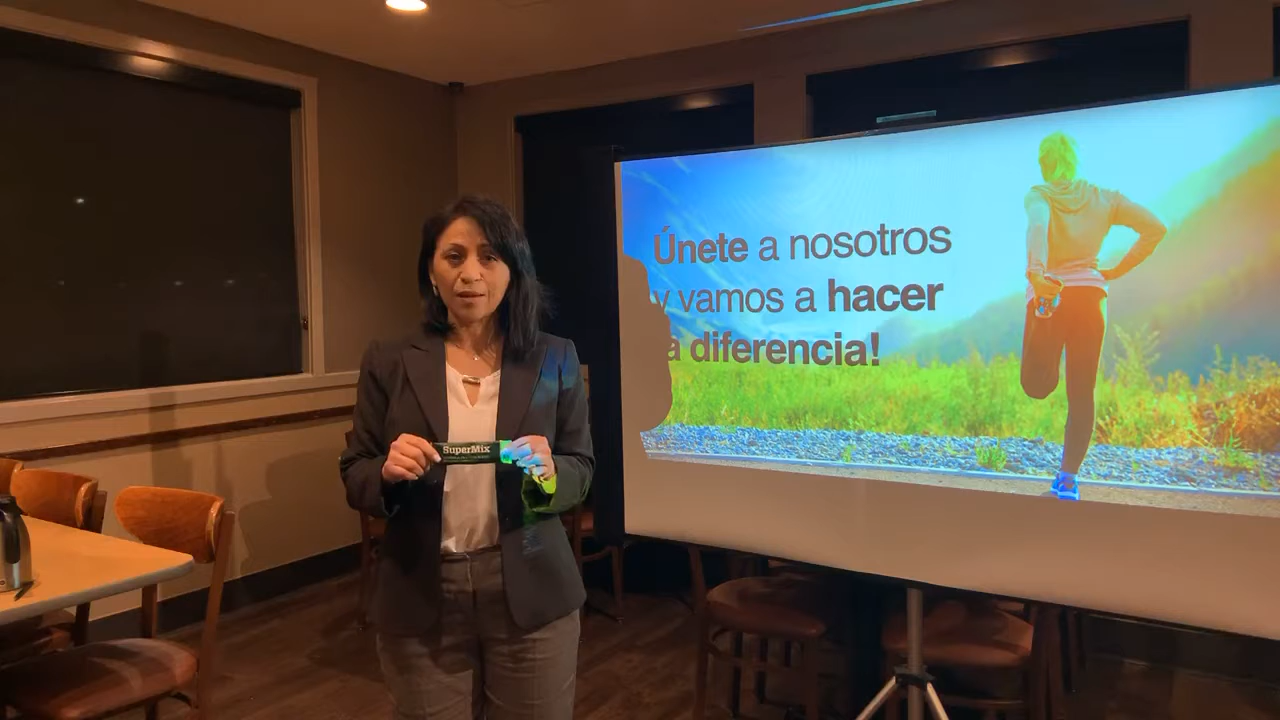 Únete a nosotros
y vamos a hacer
a diferencia!
SuperMix